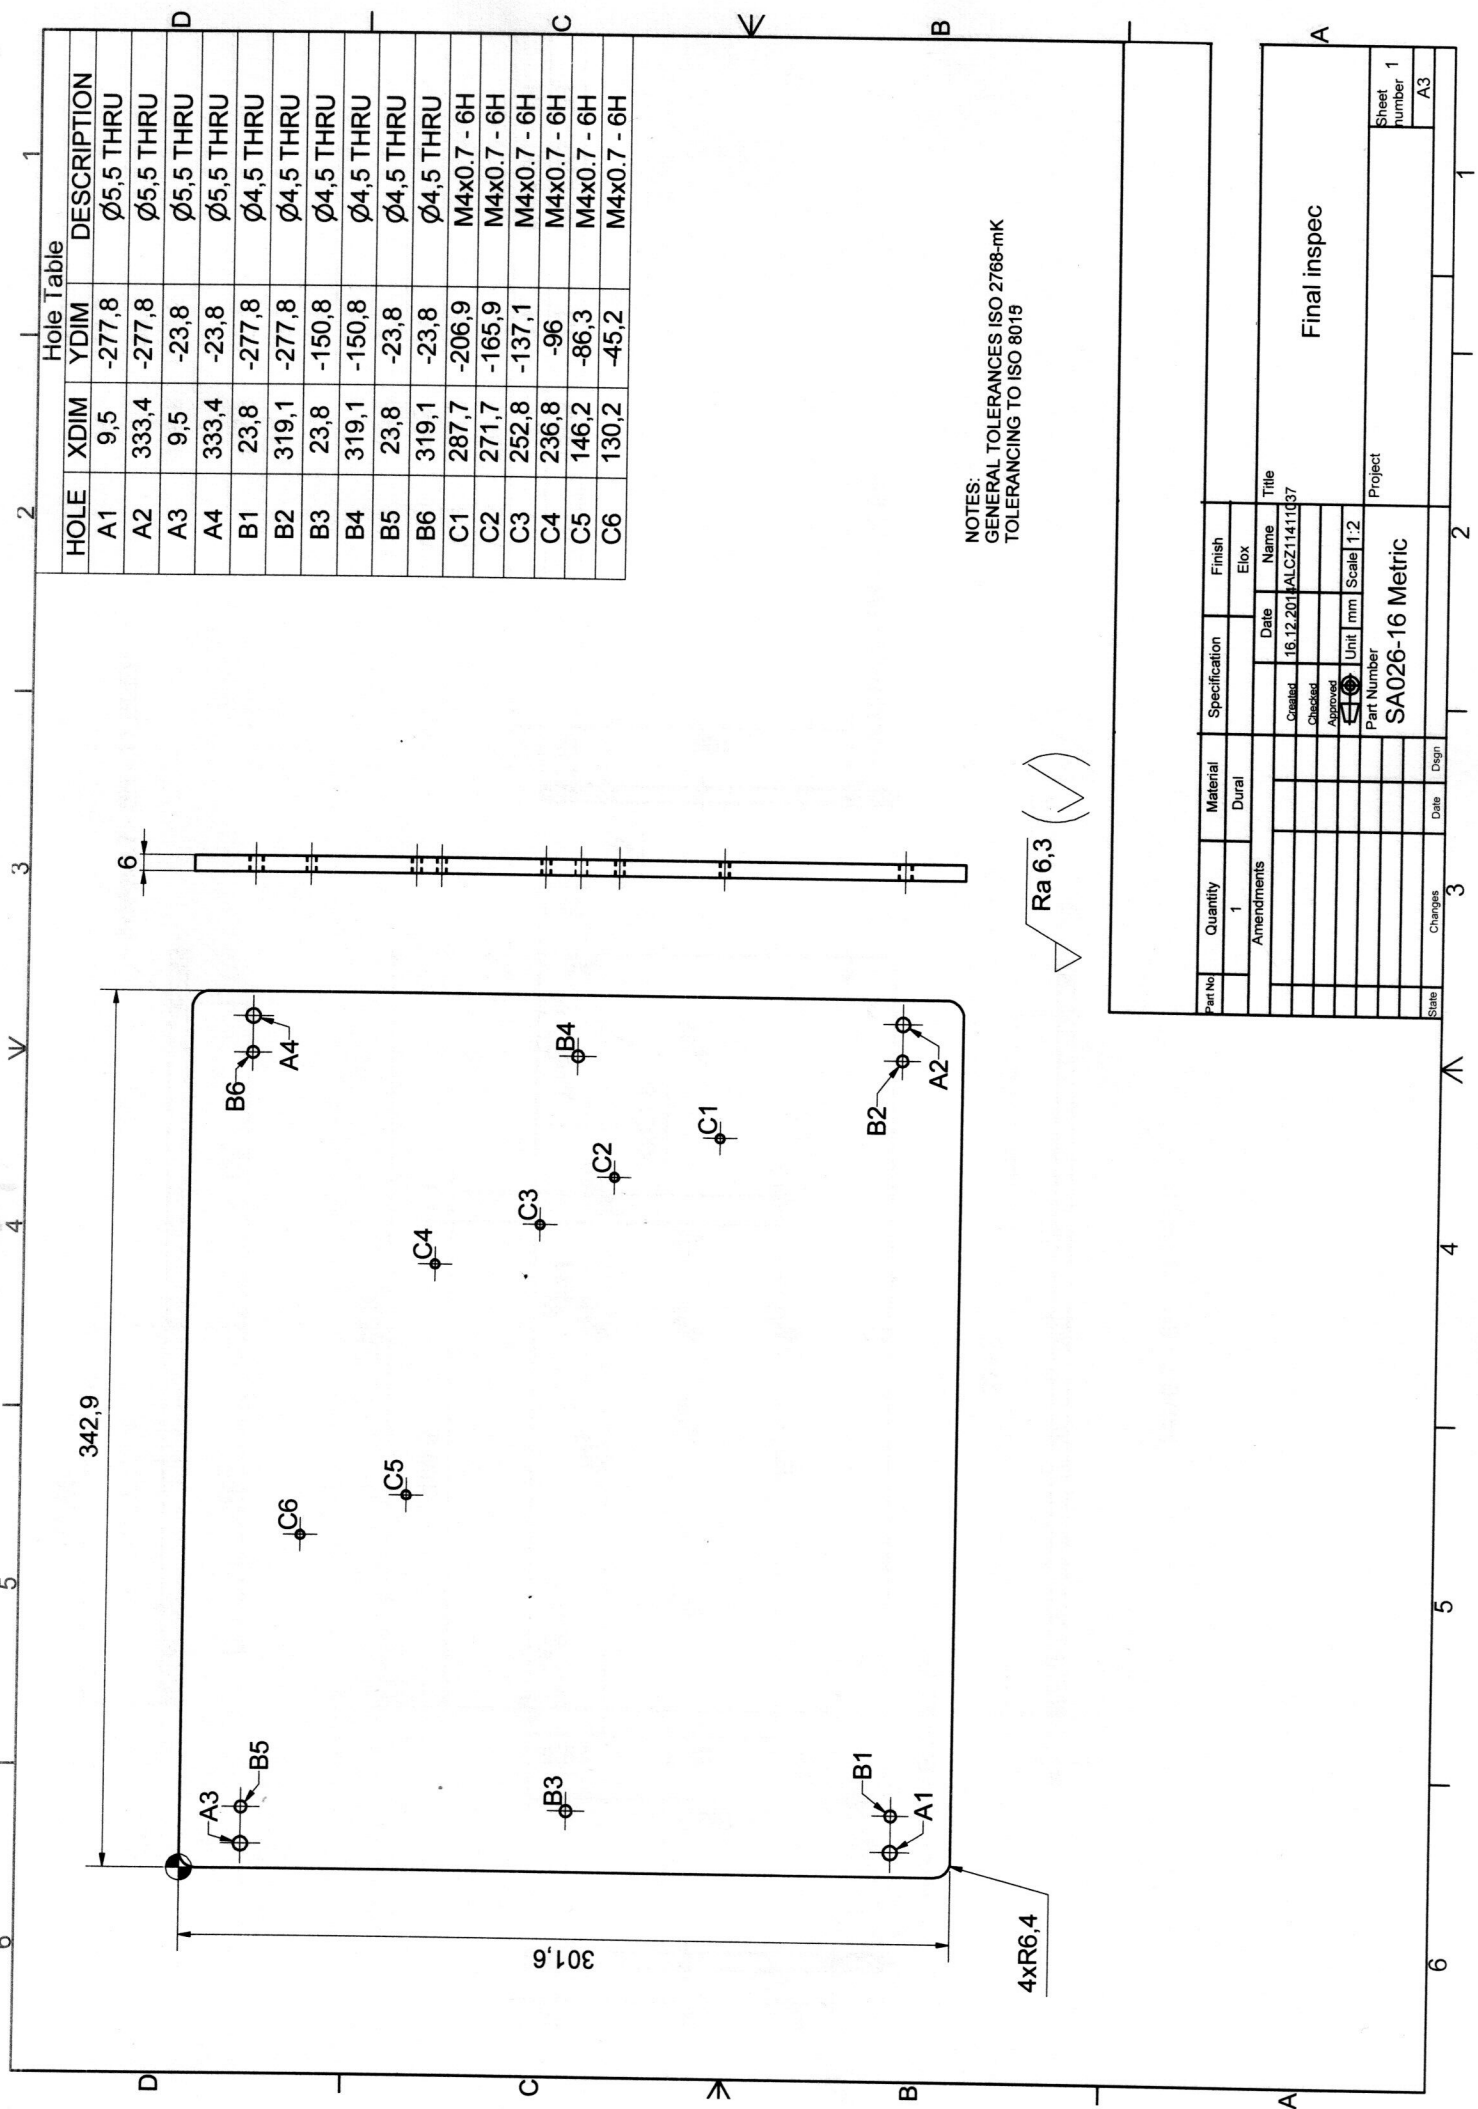 6 5 4 3 2 1
D
C
B
A
Hole Table
HOLE XDIM YDIM DESCRIPTION
A1 9,5 -277,8 Ø5,5 THRU
A2 333,4 -277,8 Ø5,5 THRU
A3 9,5 -23,8 Ø5,5 THRU
A4 333,4 -23,8 Ø5,5 THRU
B1 23,8 -277,8 Ø4,5 THRU
B2 319,1 -277,8 Ø4,5 THRU
B3 23,8 -150,8 Ø4,5 THRU
B4 319,1 -150,8 Ø4,5 THRU
B5 23,8 -23,8 Ø4,5 THRU
B6 319,1 -23,8 Ø4,5 THRU
C1 287,7 -206,9 M4x0.7 - 6H
C2 271,7 -165,9 M4x0.7 - 6H
C3 252,8 -137,1 M4x0.7 - 6H
C4 236,8 -96 M4x0.7 - 6H
C5 146,2 -86,3 M4x0.7 - 6H
C6 130,2 -45,2 M4x0.7 - 6H
342,9
6
A3
B5
C6
B6
A4
C5
C4
301,6
B3
C3
B4
C2
C1
B1
A1
B2
A2
4xR6,4
Ra 6,3
NOTES:
GENERAL TOLERANCES ISO 2768-mK
TOLERANCING TO ISO 8015
Part No Quantity Material Specification Finish
1 Dural Elox
Amendments
Date Name
Created 16.12.2014 ALCZ11411037
Checked
Approved
Unit mm Scale 1:2
Title
Final inspec
Part Number
SA026-16 Metric
Project
Sheet number 1
A3
State Changes Date Dsgn
D
C
B
A
6 5 4 3 2 1